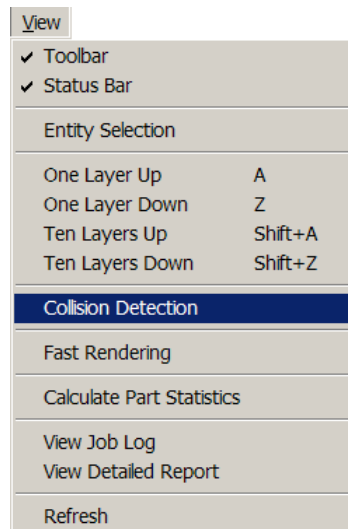 View
Toolbar
Status Bar
Entity Selection
One Layer Up A
One Layer Down Z
Ten Layers Up Shift+A
Ten Layers Down Shift+Z
Collision Detection
Fast Rendering
Calculate Part Statistics
View Job Log
View Detailed Report
Refresh